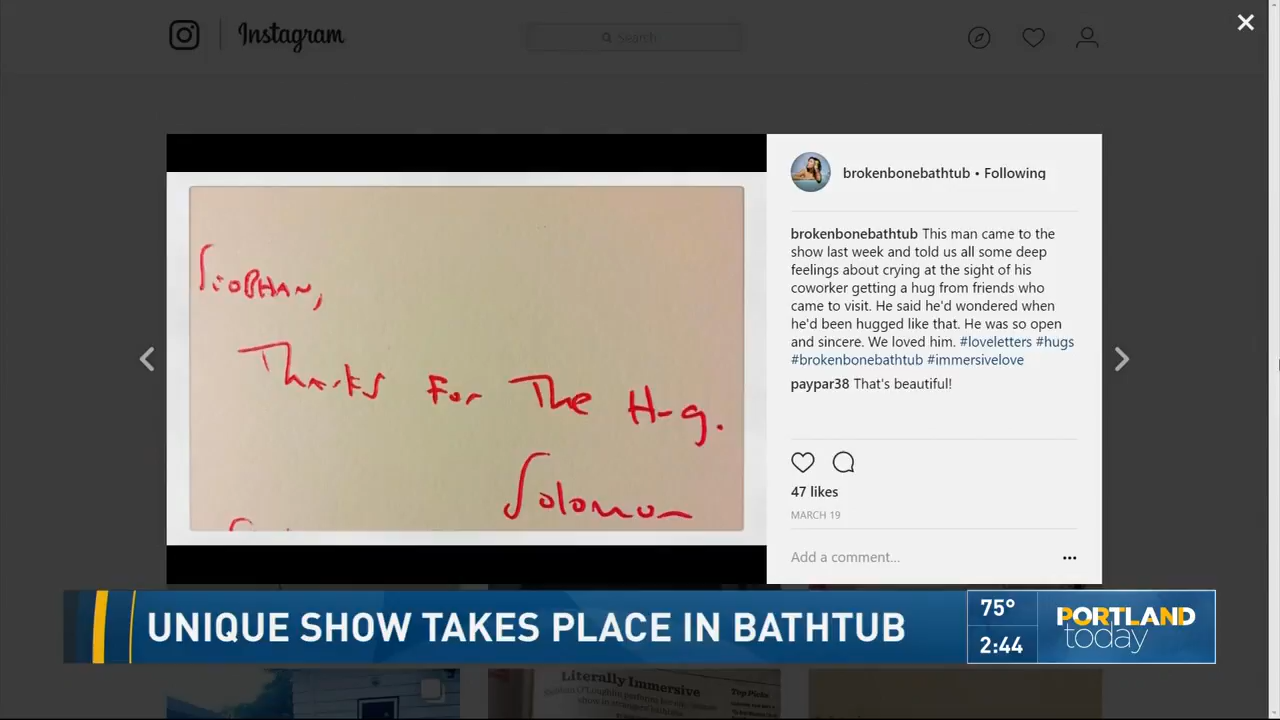 Instagram
Search
SIOBHAN,
Thanks For The Hug.
Solomon
brokenbonebathtub • Following
brokenbonebathtub This man came to the
show last week and told us all some deep
feelings about crying at the sight of his
coworker getting a hug from friends who
came to visit. He said he'd wondered when
he'd been hugged like that. He was so open
and sincere. We loved him. #loveletters #hugs
#brokenbonebathtub #immersivelove
paypar38 That's beautiful!
47 likes
MARCH 19
Add a comment...
UNIQUE SHOW TAKES PLACE IN BATHTUB
75°
2:44
PORTLAND
today
Literally Immersive
Top Picks